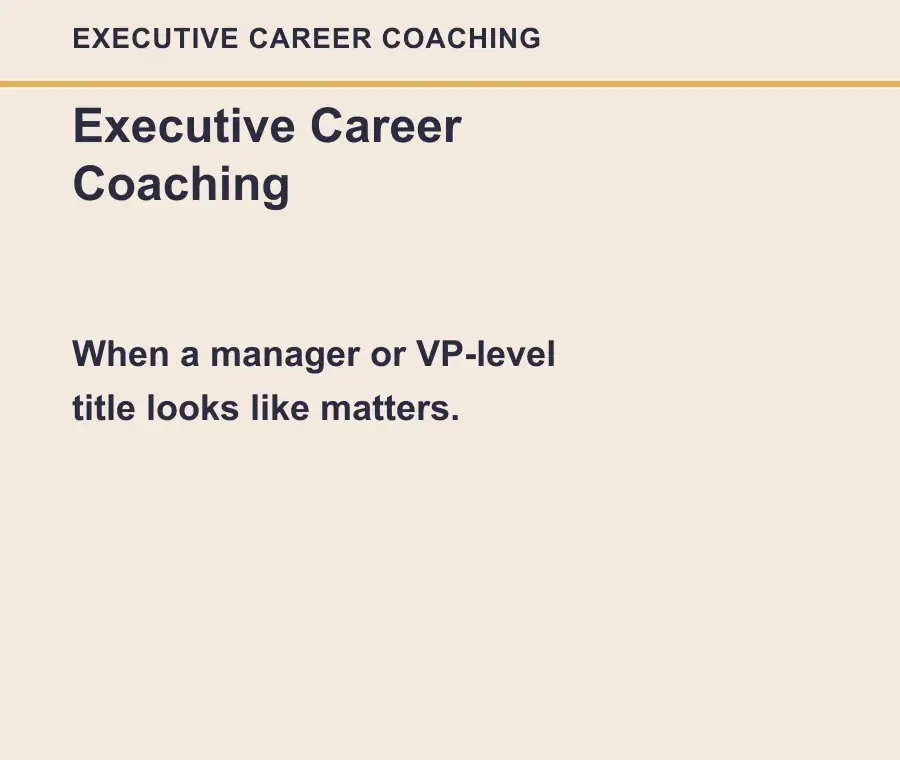 EXECUTIVE CAREER COACHING
Executive Career
Coaching
When a manager or VP-level
title looks like matters.